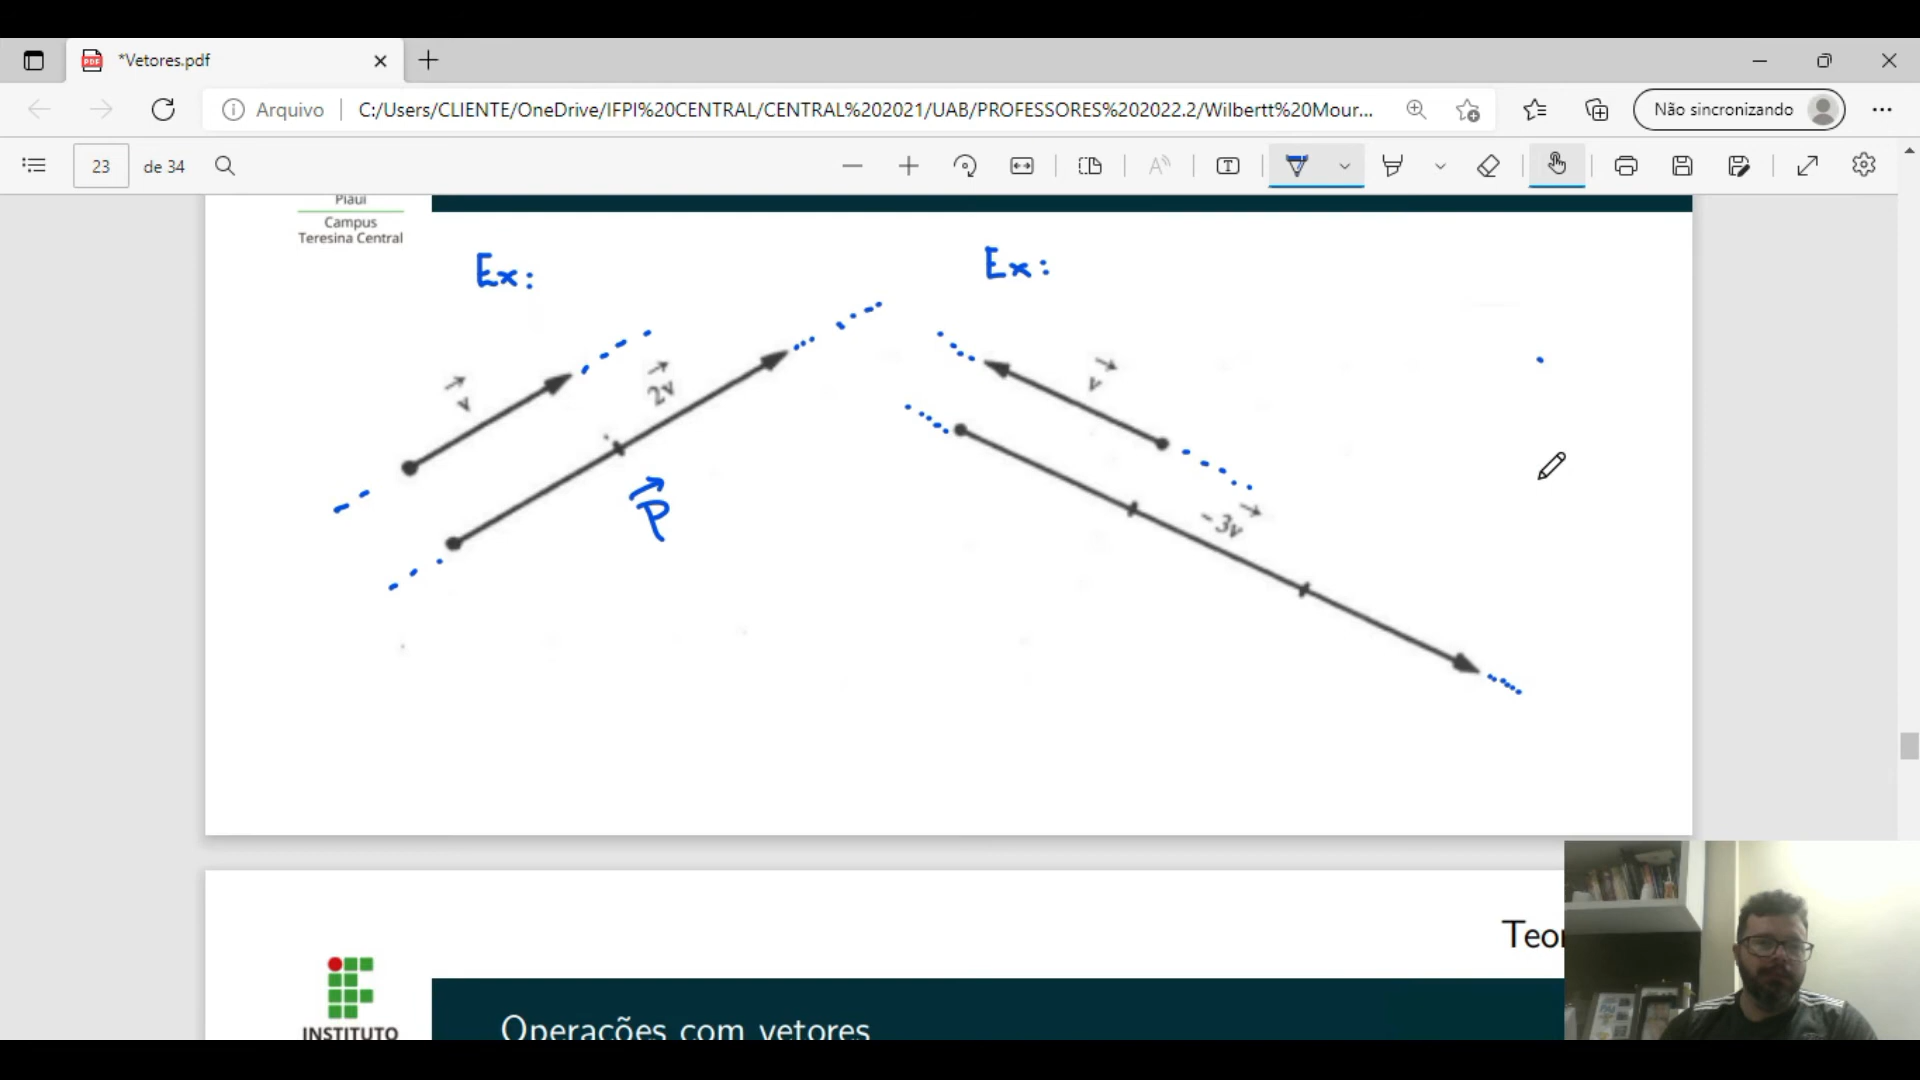 *Vetores.pdf
Arquivo
C:/Users/CLIENTE/OneDrive/IFPI%20CENTRAL/CENTRAL%202021/UAB/PROFESSORES%202022.2/Wilbertt%20Mour...
Não sincronizando
23 de 34
Piauí
Campus
Teresina Central
Ex:
Ex:
v
2v
v
P
-3v
Teor
INSTITUTO
Operações com vetores